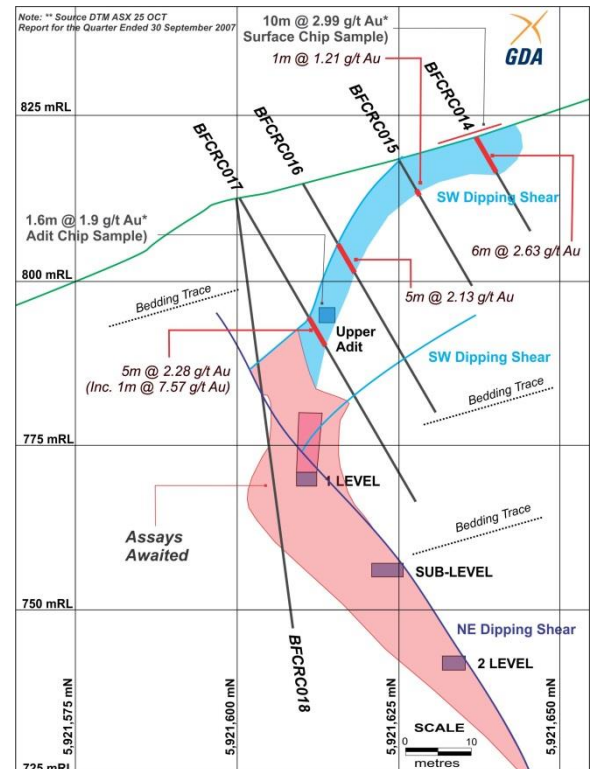 Note: ** Source DTM ASX 25 OCT
Report for the Quarter Ended 30 September 2007
10m @ 2.99 g/t Au*
Surface Chip Sample)
1m @ 1.21 g/t Au
GDA
825 mRL
BFCRC014
BFCRC015
BFCRC016
BFCRC017
SW Dipping Shear
1.6m @ 1.9 g/t Au*
Adit Chip Sample)
6m @ 2.63 g/t Au
800 mRL
5m @ 2.13 g/t Au
Bedding Trace
Upper
Adit
SW Dipping Shear
5m @ 2.28 g/t Au
(Inc. 1m @ 7.57 g/t Au)
Bedding Trace
775 mRL
1 LEVEL
Bedding Trace
Assays
Awaited
SUB-LEVEL
750 mRL
NE Dipping Shear
BFCRC018
2 LEVEL
5,921,575 mN
5,921,600 mN
5,921,625 mN
5,921,650 mN
SCALE
0 10
metres
725 mRL